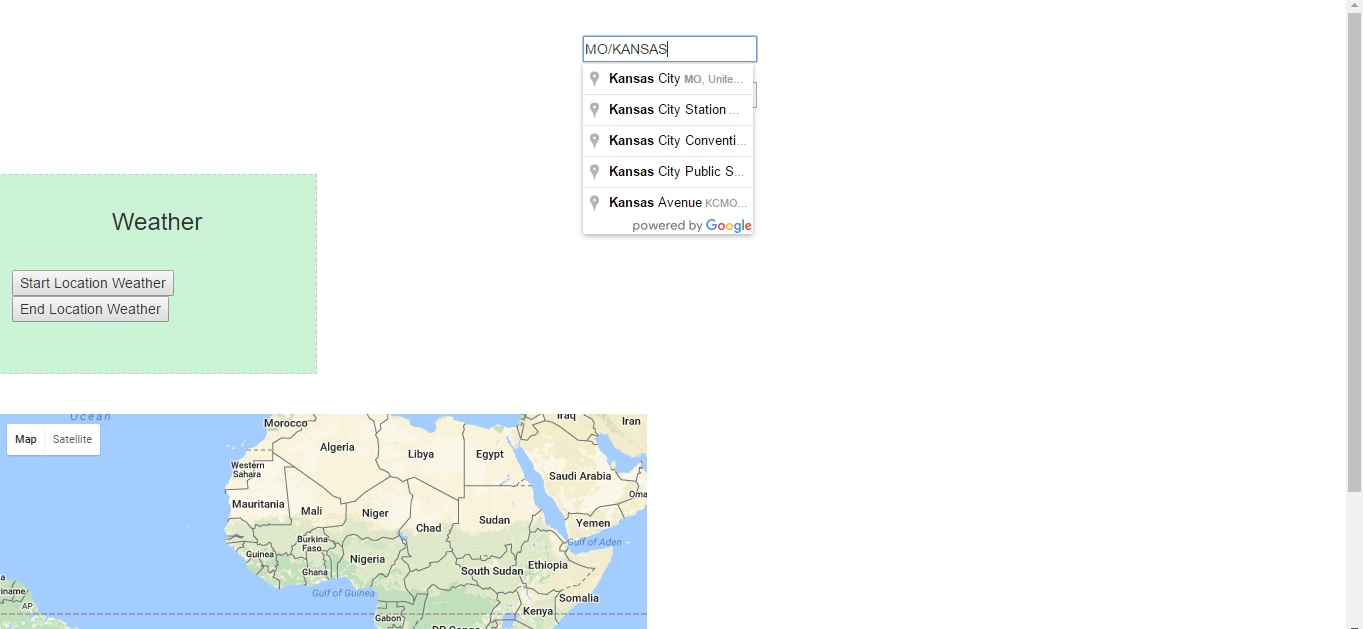 MO/KANSAS
Kansas City MO, Unite...
Kansas City Station ...
Kansas City Conventi...
Kansas City Public S...
Kansas Avenue KCMO...
powered by Google
Weather
Start Location Weather
End Location Weather
Ocean
Map Satellite
Morocco
Iraq
Iran
Algeria
Libya
Egypt
Western
Sahara
Saudi Arabia
Oma
Mauritania
Mali
Niger
Chad
Sudan
Yemen
Gulf of Aden
Burkina
Faso
Guinea
Nigeria
Ghana
South Sudan
Ethiopia
Gulf of Guinea
Somalia
Kenya
Gabon
DR Congo
riname
AP